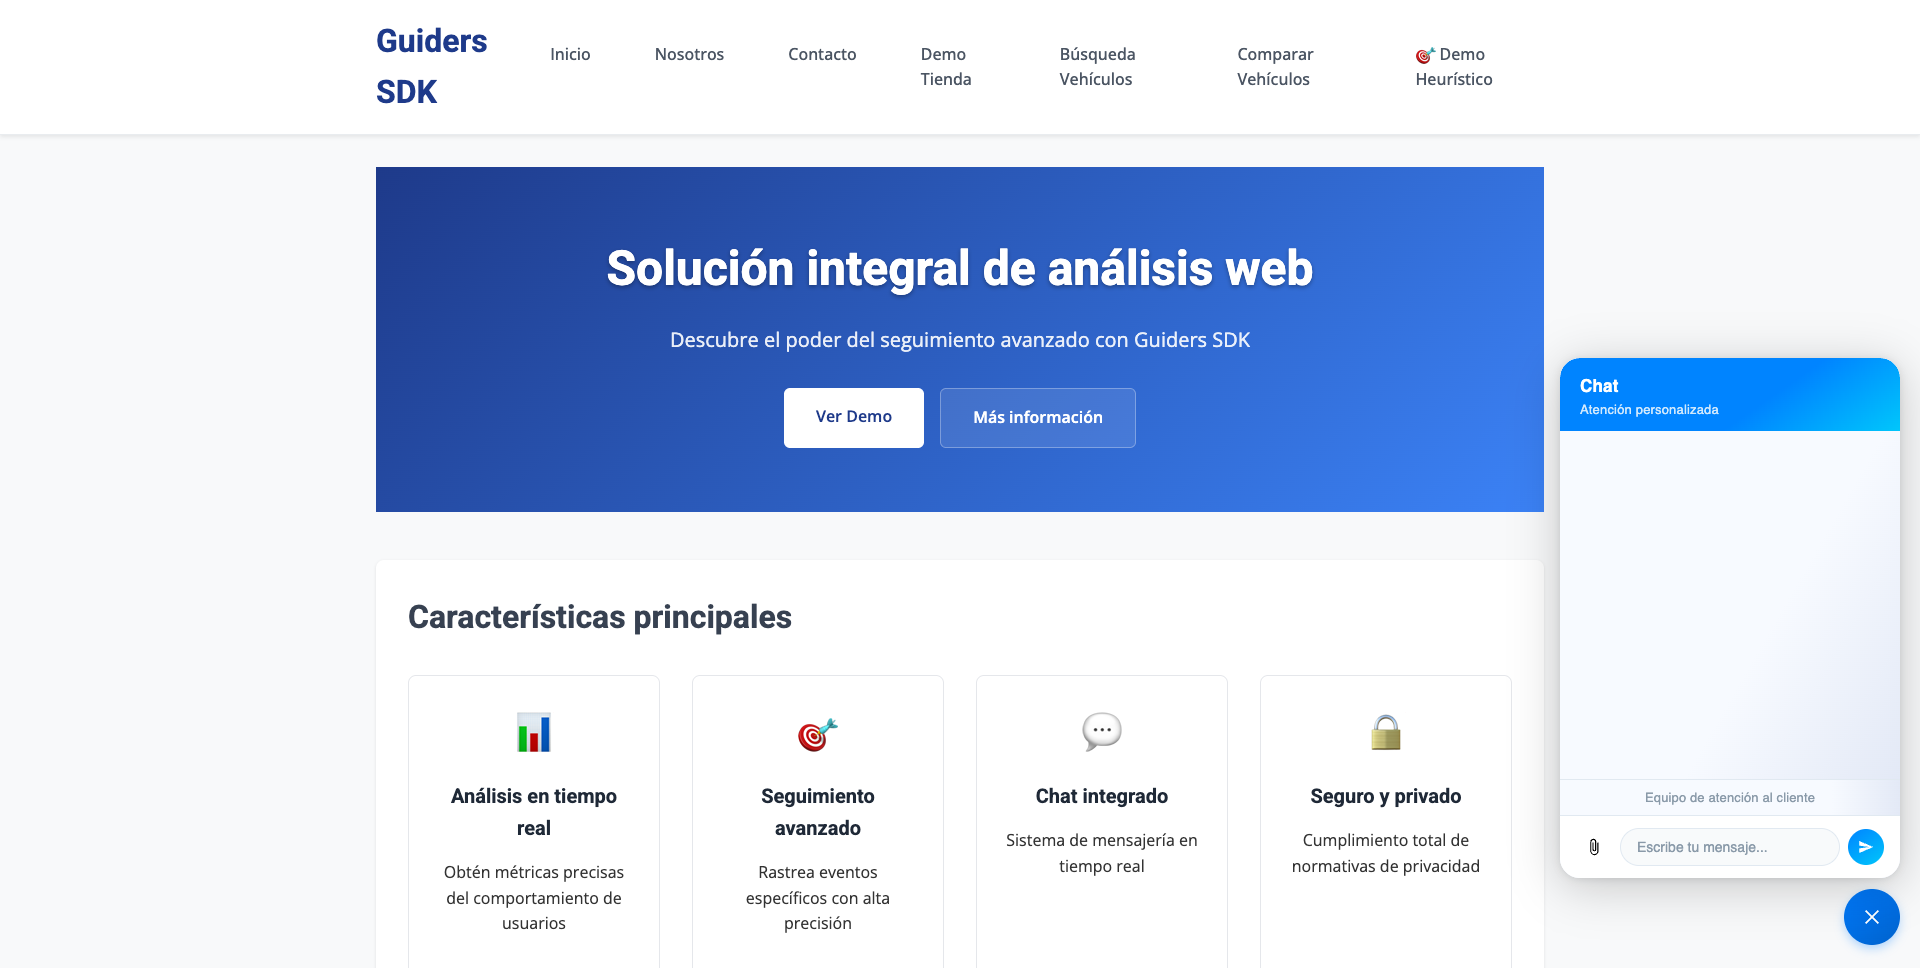 Guiders
SDK
Inicio
Nosotros
Contacto
Demo
Tienda
Búsqueda
Vehículos
Comparar
Vehículos
Demo
Heurístico
Solución integral de análisis web
Descubre el poder del seguimiento avanzado con Guiders SDK
Ver Demo
Más información
Características principales
Análisis en tiempo
real
Obtén métricas precisas
del comportamiento de
usuarios
Seguimiento
avanzado
Rastrea eventos
específicos con alta
precisión
Chat integrado
Sistema de mensajería en
tiempo real
Seguro y privado
Cumplimiento total de
normativas de privacidad
Chat
Atención personalizada
Equipo de atención al cliente
Escribe tu mensaje...